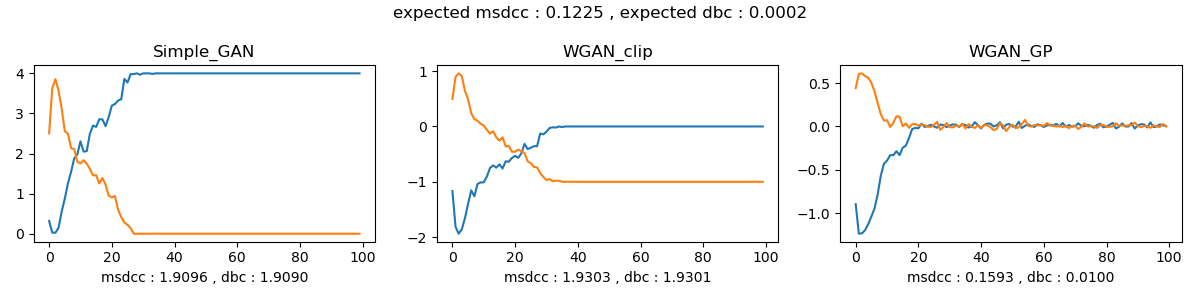 expected msdcc : 0.1225 , expected dbc : 0.0002
Simple_GAN
4
3
2
1
0
0 20 40 60 80 100
msdcc : 1.9096 , dbc : 1.9090
WGAN_clip
1
0
−1
−2
0 20 40 60 80 100
msdcc : 1.9303 , dbc : 1.9301
WGAN_GP
0.5
0.0
−0.5
−1.0
0 20 40 60 80 100
msdcc : 0.1593 , dbc : 0.0100